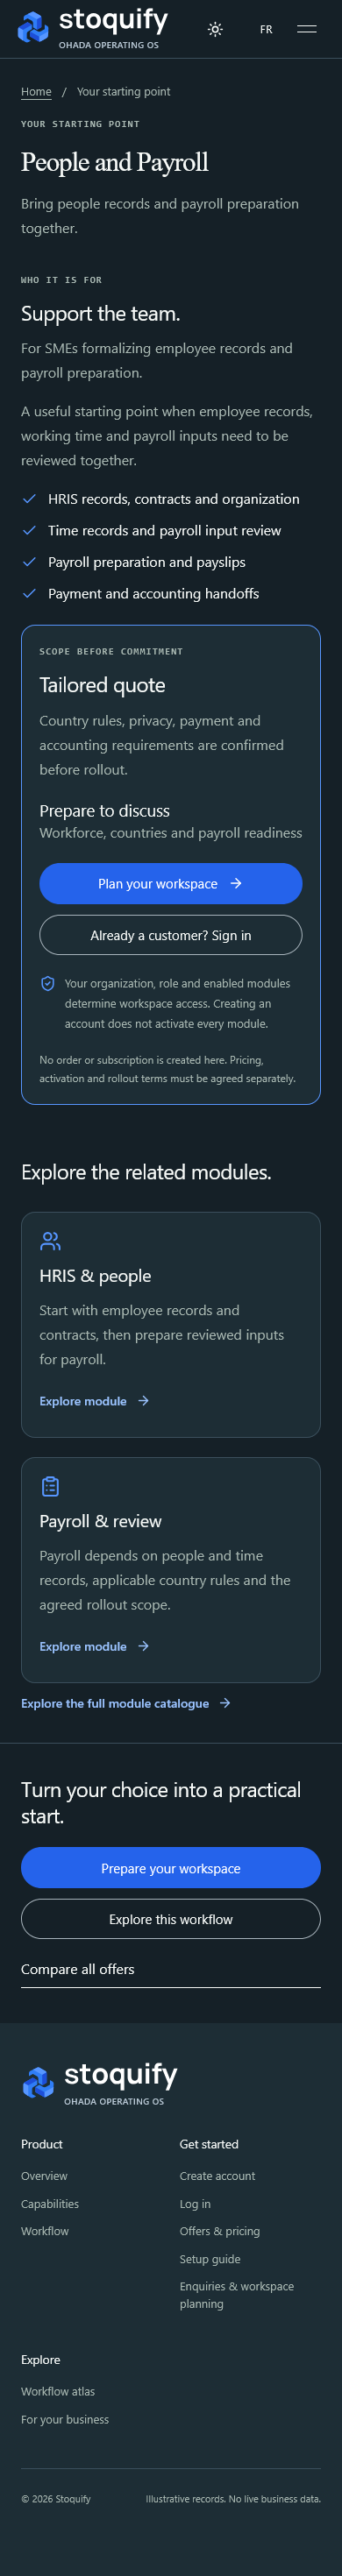 stoquify
OHADA OPERATING OS
FR
Home / Your starting point
YOUR STARTING POINT
People and Payroll
Bring people records and payroll preparation
together.
WHO IT IS FOR
Support the team.
For SMEs formalizing employee records and
payroll preparation.
A useful starting point when employee records,
working time and payroll inputs need to be
reviewed together.
HRIS records, contracts and organization
Time records and payroll input review
Payroll preparation and payslips
Payment and accounting handoffs
SCOPE BEFORE COMMITMENT
Tailored quote
Country rules, privacy, payment and
accounting requirements are confirmed
before rollout.
Prepare to discuss
Workforce, countries and payroll readiness
Plan your workspace
Already a customer? Sign in
Your organization, role and enabled modules
determine workspace access. Creating an
account does not activate every module.
No order or subscription is created here. Pricing,
activation and rollout terms must be agreed separately.
Explore the related modules.
HRIS & people
Start with employee records and
contracts, then prepare reviewed inputs
for payroll.
Explore module
Payroll & review
Payroll depends on people and time
records, applicable country rules and the
agreed rollout scope.
Explore module
Explore the full module catalogue
Turn your choice into a practical
start.
Prepare your workspace
Explore this workflow
Compare all offers
stoquify
OHADA OPERATING OS
Product
Overview
Capabilities
Workflow
Get started
Create account
Log in
Offers & pricing
Setup guide
Enquiries & workspace
planning
Explore
Workflow atlas
For your business
© 2026 Stoquify
Illustrative records. No live business data.